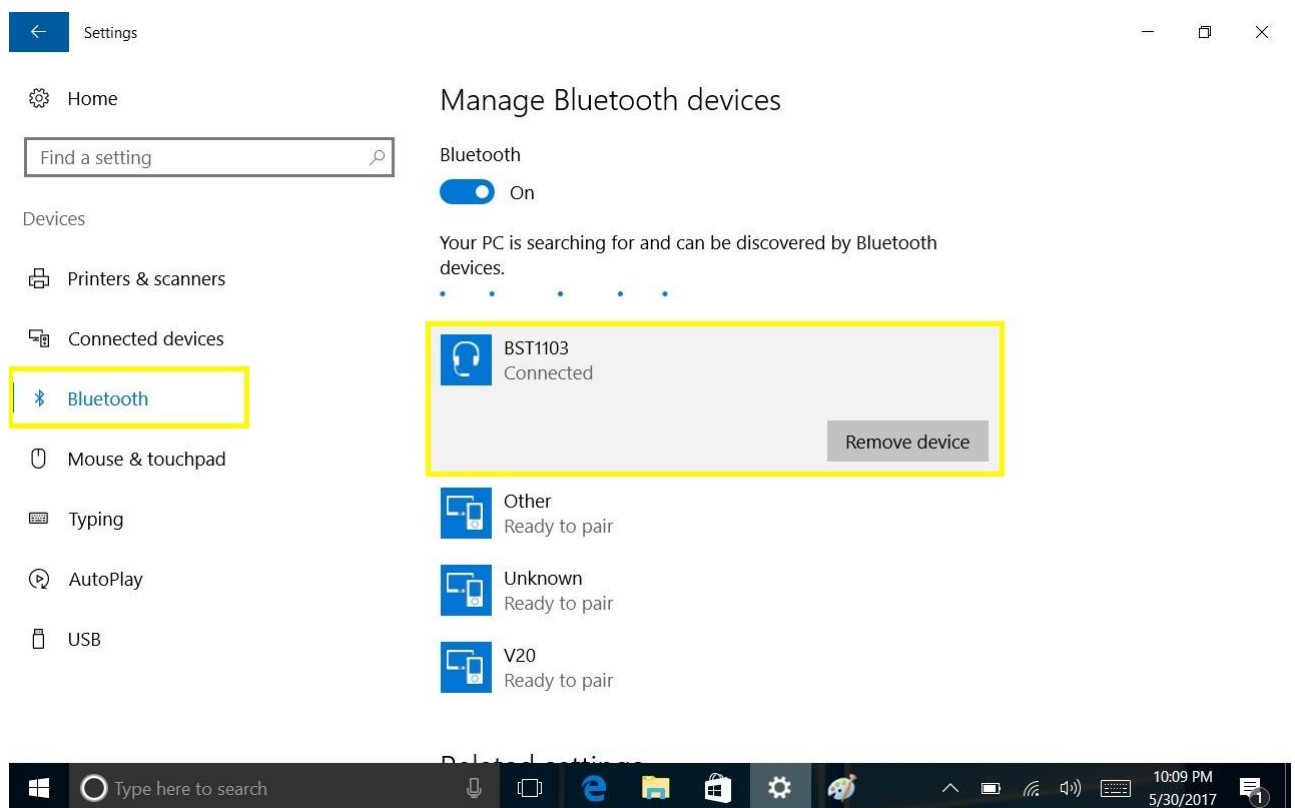 Settings
Home
Find a setting
Devices
Printers & scanners
Connected devices
Bluetooth
Mouse & touchpad
Typing
AutoPlay
USB
Manage Bluetooth devices
Bluetooth
On
Your PC is searching for and can be discovered by Bluetooth
devices.
BST1103
Connected
Remove device
Other
Ready to pair
Unknown
Ready to pair
V20
Ready to pair
Related settings
Type here to search
10:09 PM
5/30/2017
1